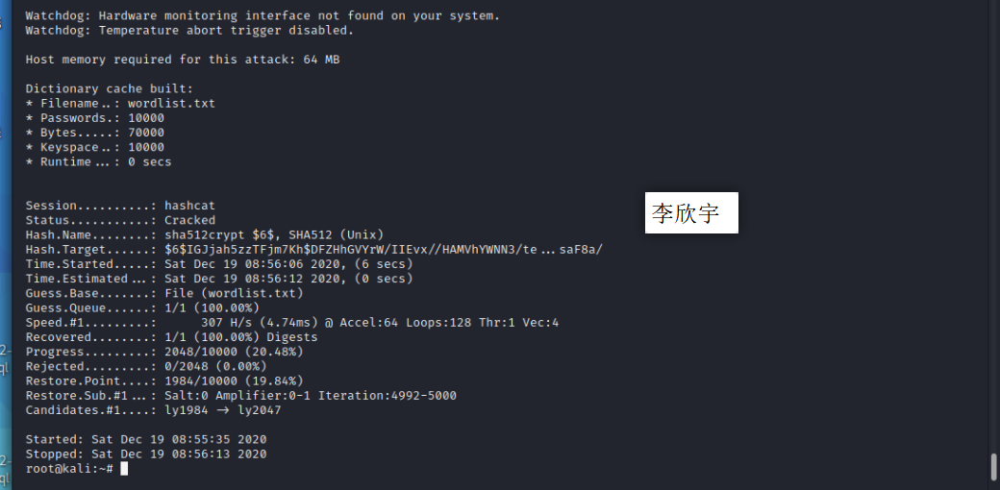 Watchdog: Hardware monitoring interface not found on your system.
Watchdog: Temperature abort trigger disabled.
Host memory required for this attack: 64 MB
Dictionary cache built:
* Filename..: wordlist.txt
* Passwords.: 10000
* Bytes.....: 70000
* Keyspace..: 10000
* Runtime...: 0 secs
Session..........: hashcat
Status...........: Cracked
Hash.Name........: sha512crypt $6$, SHA512 (Unix)
Hash.Target......: $6$IGJjah5zzTFjm7Kh$DFZHhGVYrW/IIEvx//HAMVhYWNN3/te...saF8a/
Time.Started.....: Sat Dec 19 08:56:06 2020, (6 secs)
Time.Estimated...: Sat Dec 19 08:56:12 2020, (0 secs)
Guess.Base.......: File (wordlist.txt)
Guess.Queue......: 1/1 (100.00%)
Speed.#1.........:      307 H/s (4.74ms) @ Accel:64 Loops:128 Thr:1 Vec:4
Recovered........: 1/1 (100.00%) Digests
Progress.........: 2048/10000 (20.48%)
Rejected.........: 0/2048 (0.00%)
Restore.Point....: 1984/10000 (19.84%)
Restore.Sub.#1...: Salt:0 Amplifier:0-1 Iteration:4992-5000
Candidates.#1....: ly1984 -> ly2047
Started: Sat Dec 19 08:55:35 2020
Stopped: Sat Dec 19 08:56:13 2020
root@kali:~#
李欣宇
2-
ql
2-
ql